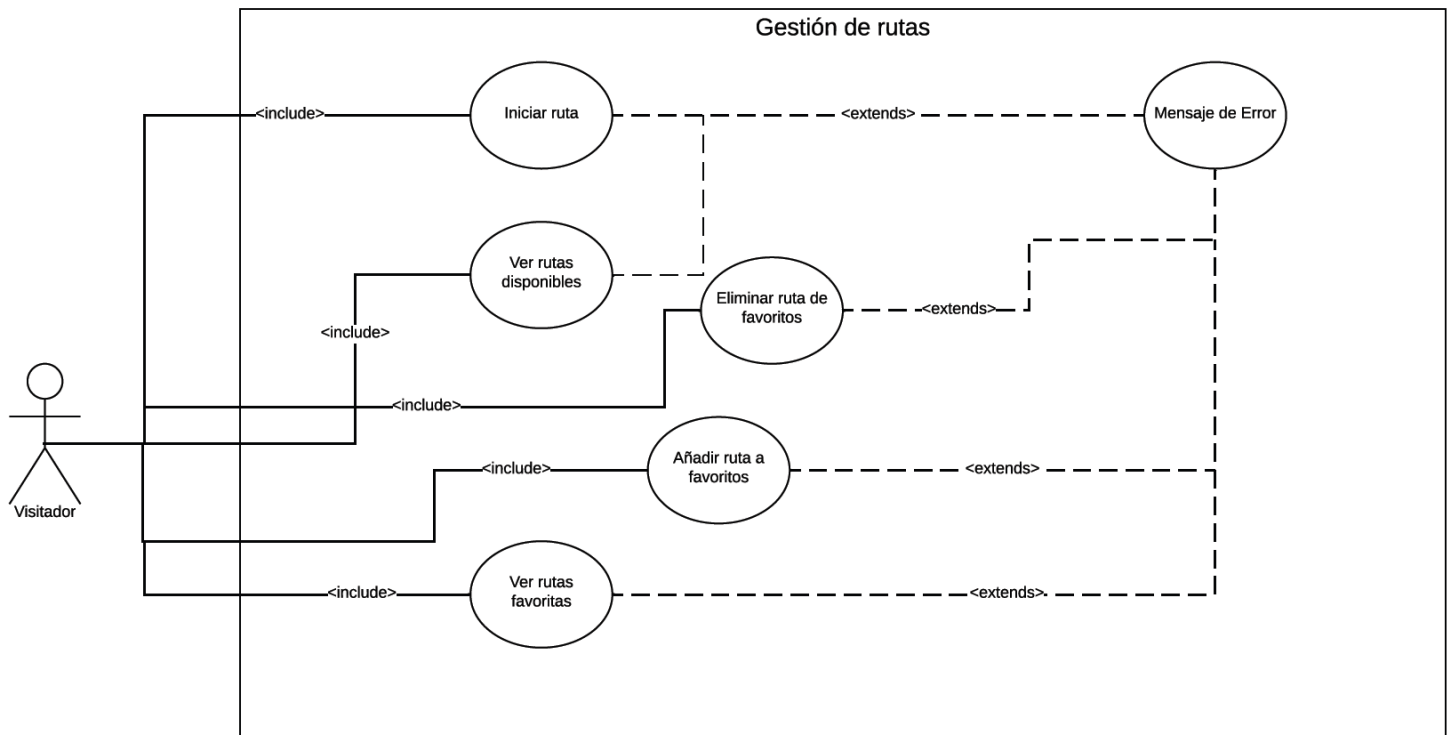 Gestión de rutas
<include>
Iniciar ruta
<extends>
Mensaje de Error
Ver rutas
disponibles
<include>
Eliminar ruta de
favoritos
<extends>
<include>
Visitador
<include>
Añadir ruta a
favoritos
<extends>
<include>
Ver rutas
favoritas
<extends>